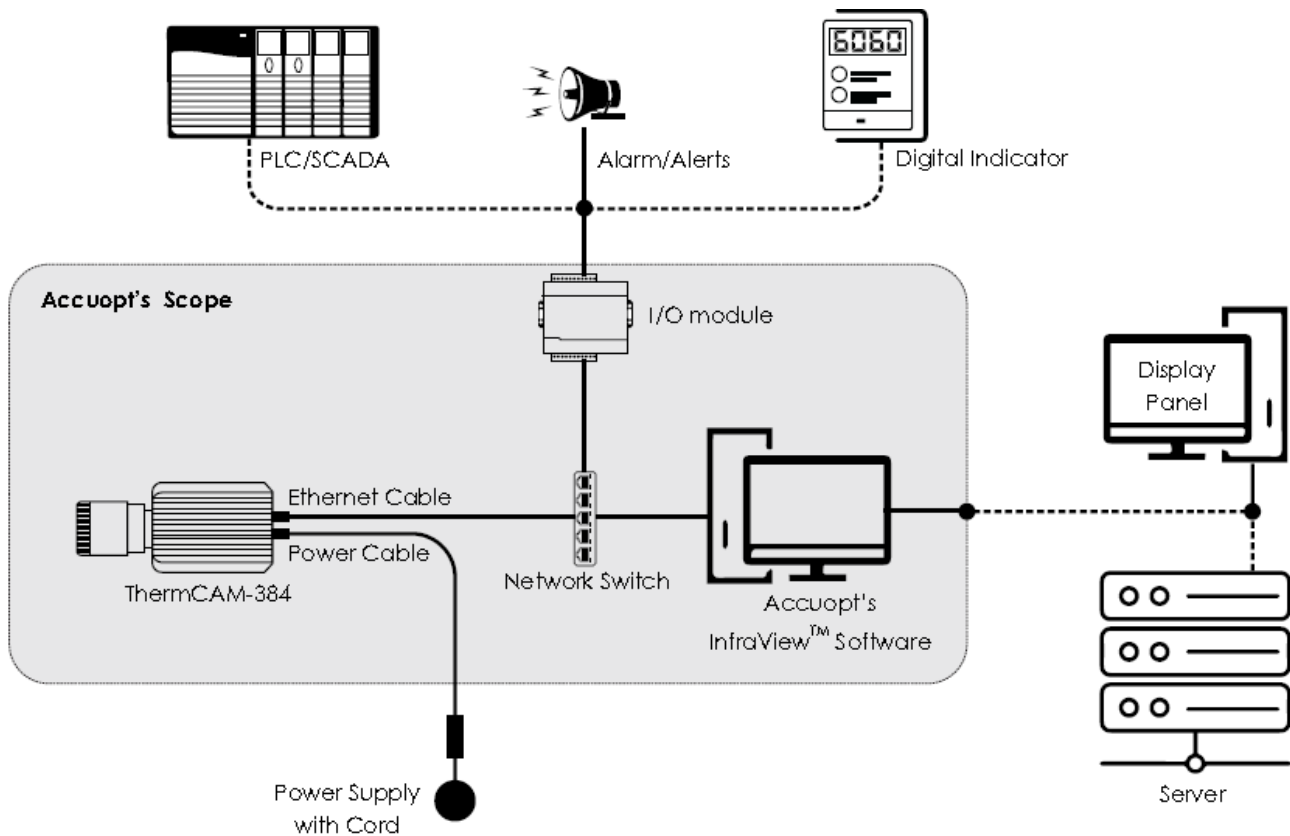 6060
PLC/SCADA
Alarm/Alerts
Digital Indicator
Accuopt's Scope
I/O module
Display
Panel
Ethernet Cable
Power Cable
ThermCAM-384
Network Switch
Accuopt's
InfraView™ Software
Power Supply
with Cord
Server